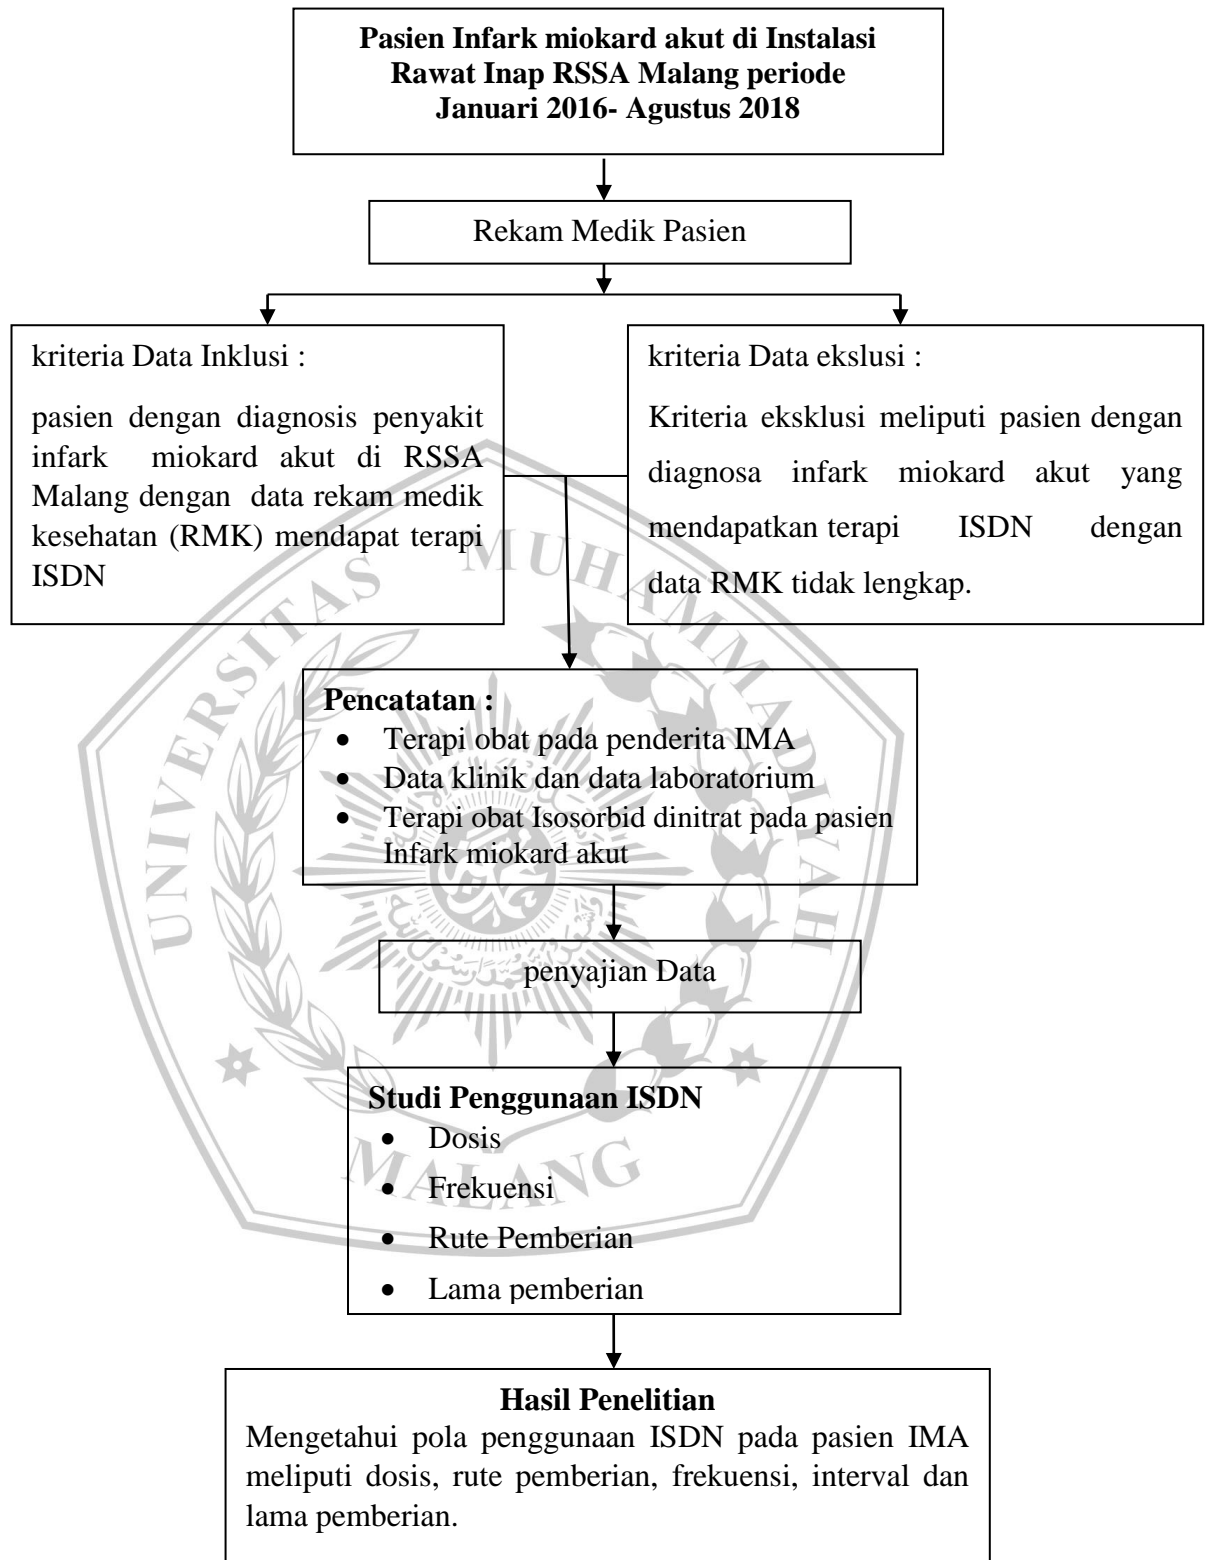 Pasien Infark miokard akut di Instalasi
Rawat Inap RSSA Malang periode
Januari 2016- Agustus 2018
Rekam Medik Pasien
kriteria Data Inklusi :
pasien dengan diagnosis penyakit
infark miokard akut di RSSA
Malang dengan data rekam medik
kesehatan (RMK) mendapat terapi
ISDN
kriteria Data ekslusi :
Kriteria eksklusi meliputi pasien dengan
diagnosa infark miokard akut yang
mendapatkan terapi ISDN dengan
data RMK tidak lengkap.
UNIVERSITAS MUHAMMADIYAH
MALANG
Pencatatan :
• Terapi obat pada penderita IMA
• Data klinik dan data laboratorium
• Terapi obat Isosorbid dinitrat pada pasien
Infark miokard akut
penyajian Data
Studi Penggunaan ISDN
• Dosis
• Frekuensi
• Rute Pemberian
• Lama pemberian
Hasil Penelitian
Mengetahui pola penggunaan ISDN pada pasien IMA
meliputi dosis, rute pemberian, frekuensi, interval dan
lama pemberian.